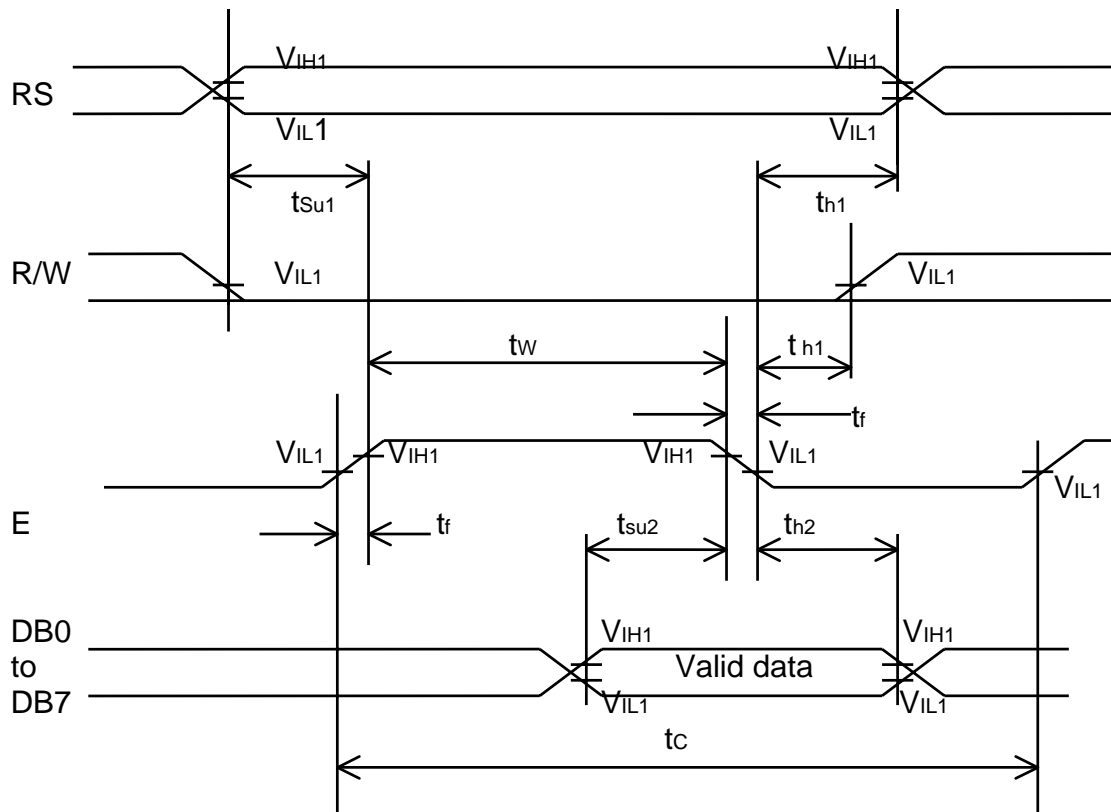 VIH1 VIH1
RS
VIL1 VIL1
tSu1 th1
R/W VIL1 VIL1
tW th1
tf
VIL1 VIH1 VIH1 VIL1 VIL1
E tf tsu2 th2
DB0 VIH1 VIH1
to Valid data
DB7 VIL1 VIL1
tC